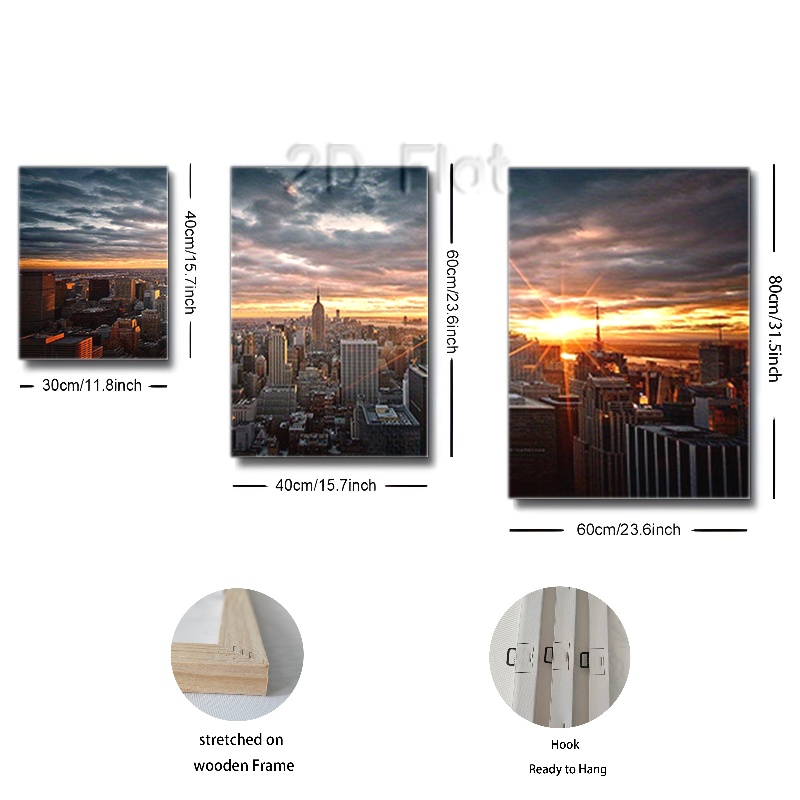 2D Flat
40cm/15.7inch
60cm/23.6inch
80cm/31.5inch
30cm/11.8inch
40cm/15.7inch
60cm/23.6inch
stretched on
wooden Frame
Hook
Ready to Hang